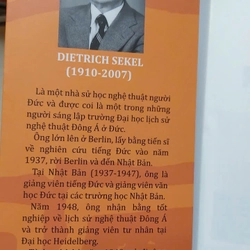 DIETRICH SEKEL
(1910-2007)
Là một nhà sử học nghệ thuật người
Đức và được coi là một trong những
người sáng lập trường Đại học lịch sử
nghệ thuật Đông Á ở Đức.
Ông lớn lên ở Berlin, lấy bằng tiến sĩ
về nghiên cứu tiếng Đức vào năm
1937, rời Berlin và đến Nhật Bản.
Tại Nhật Bản (1937-1947), ông là
giảng viên tiếng Đức và giảng viên văn
học Đức tại các trường học Nhật Bản.
Năm 1948, ông nhận bằng tốt
nghiệp về lịch sử nghệ thuật Đông Á
và trở thành giảng viên tư nhân tại
Đại học Heidelberg.